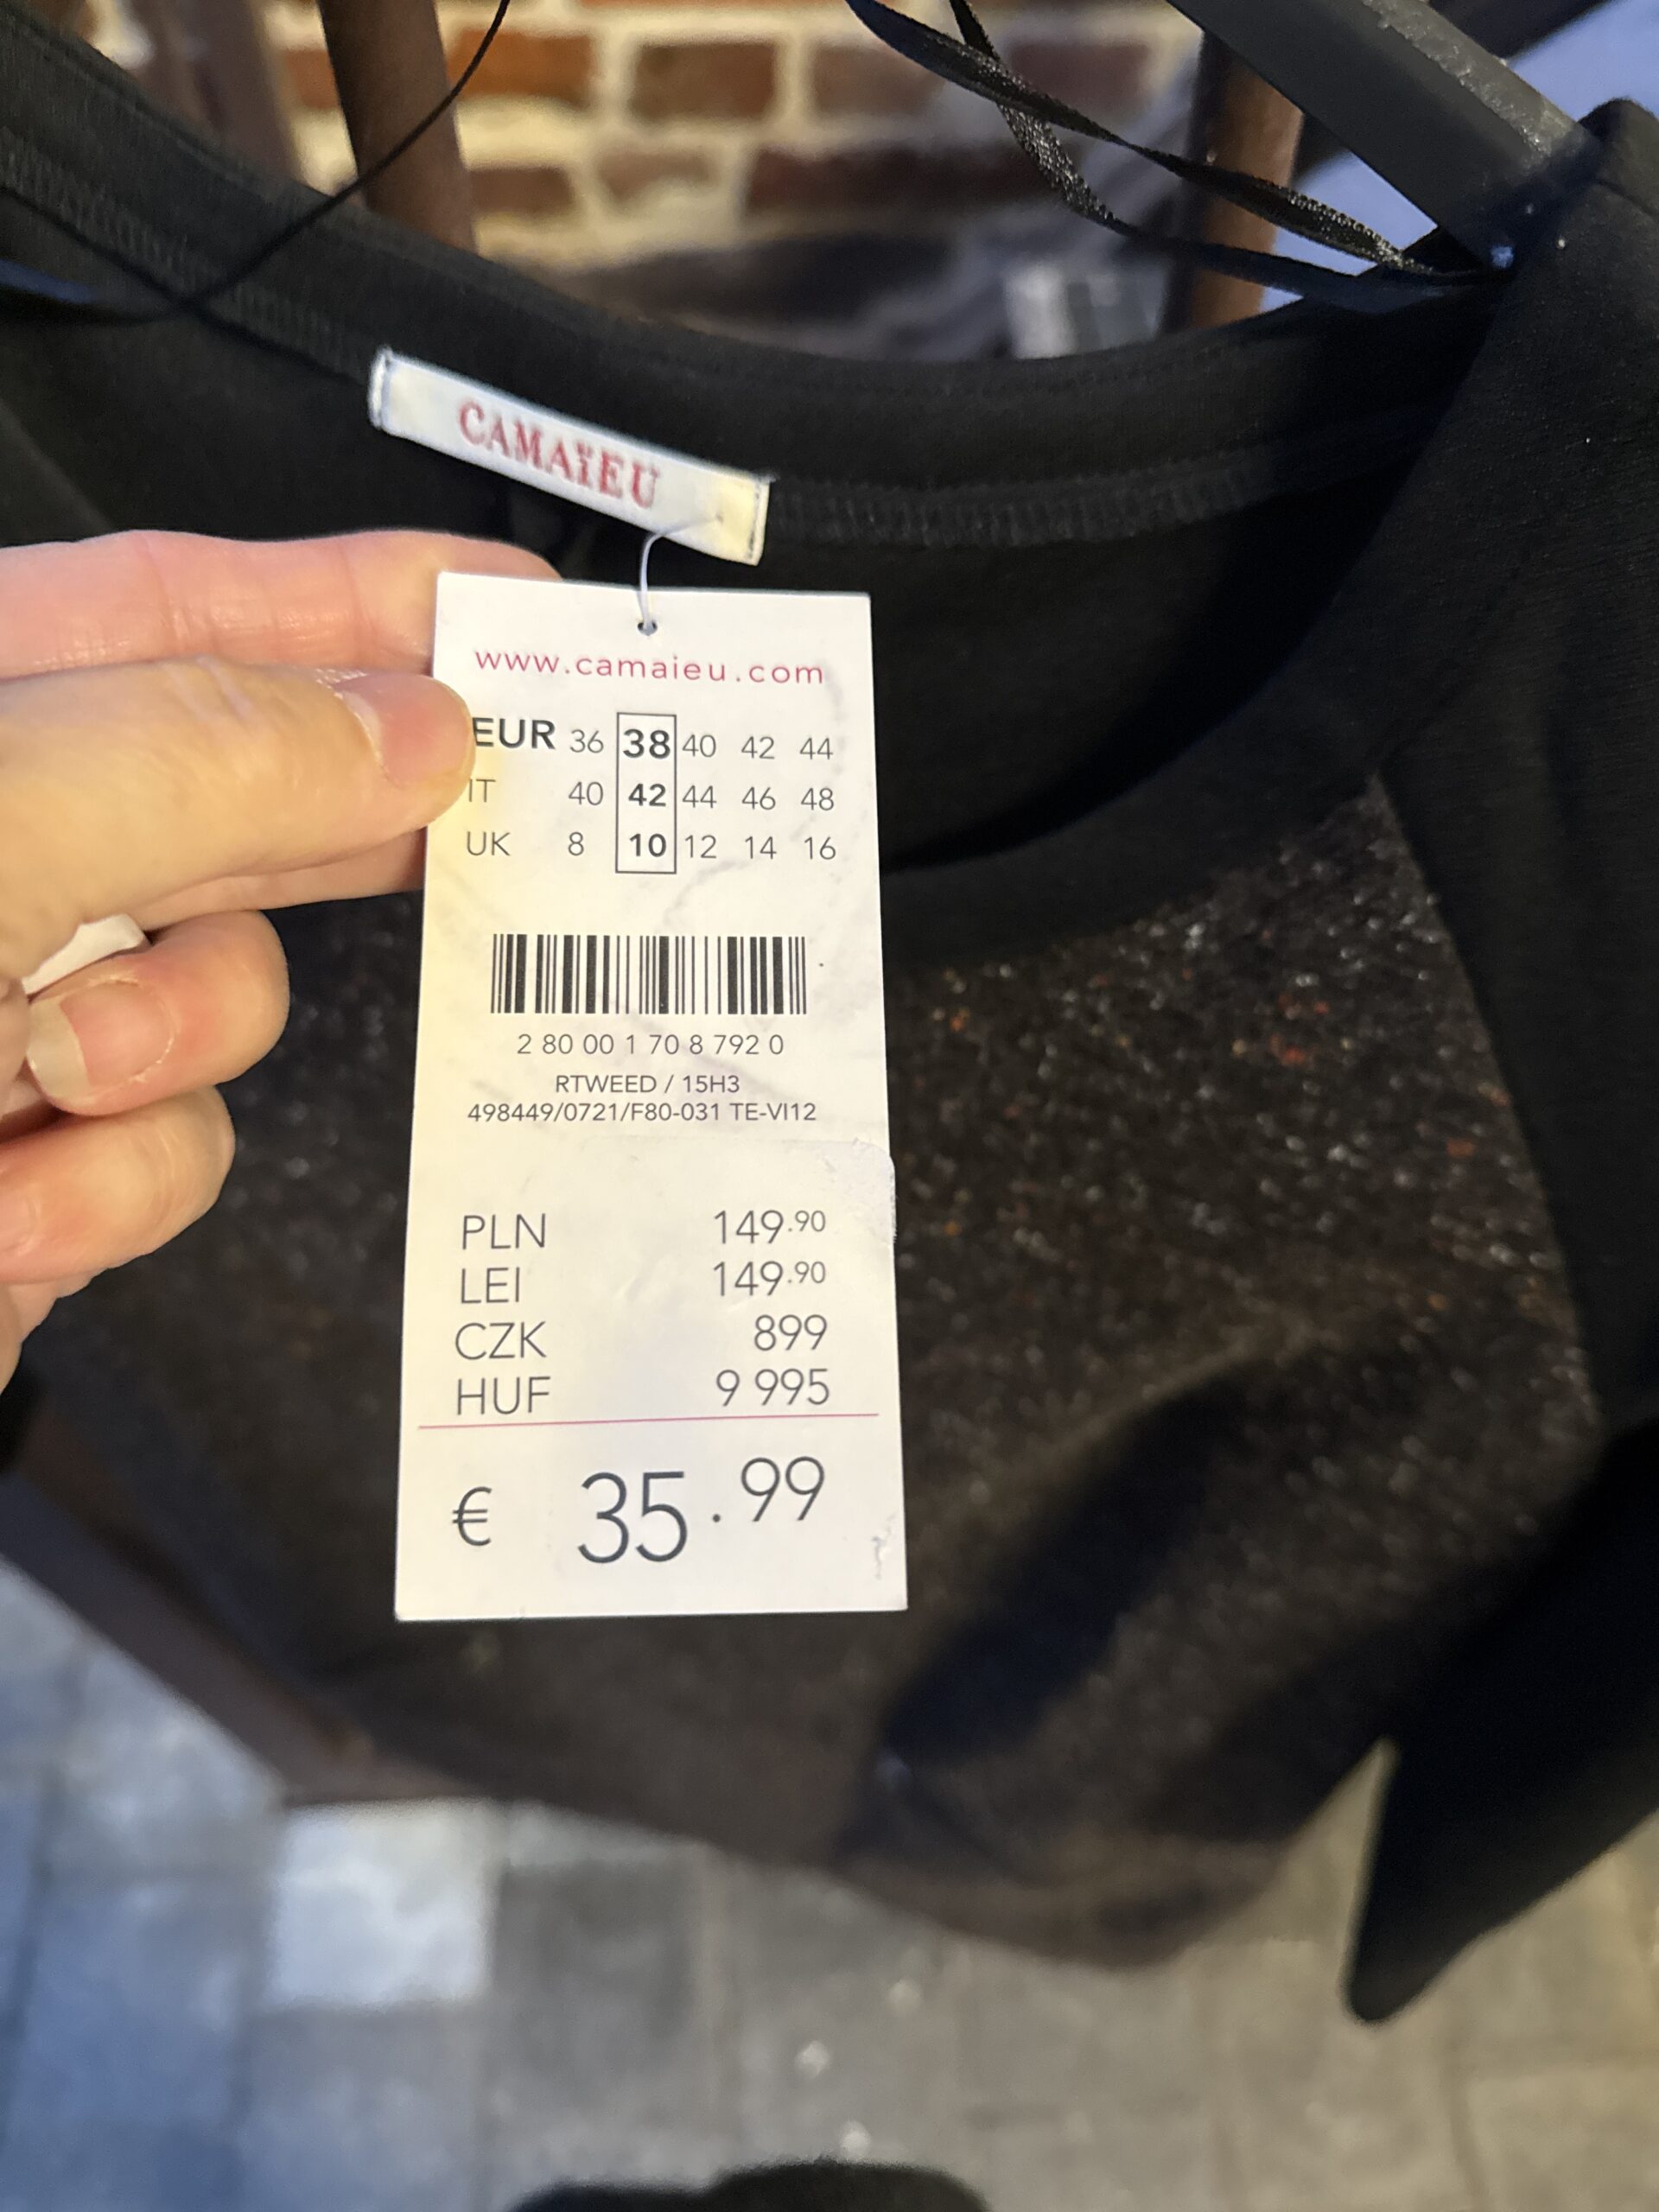 CAMAÏEU
www.camaieu.com
EUR 36 38 40 42 44
IT 40 42 44 46 48
UK 8 10 12 14 16
2 80 00 1 70 8 792 0
RTWEED / 15H3
498449/0721/F80-031 TE-VI12
PLN 149.90
LEI 149.90
CZK 899
HUF 9 995
€ 35.99